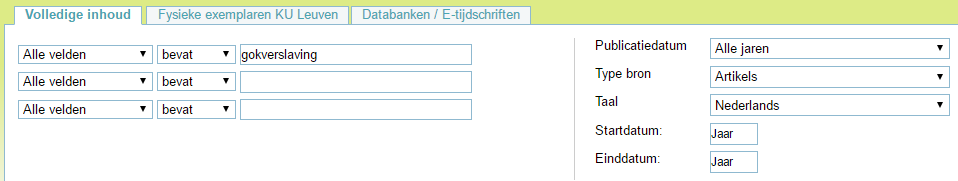 Volledige inhoud Fysieke exemplaren KU Leuven Databanken / E-tijdschriften
Alle velden bevat gokverslaving
Alle velden bevat
Alle velden bevat
Publicatiedatum Alle jaren
Type bron Artikels
Taal Nederlands
Startdatum: Jaar
Einddatum: Jaar